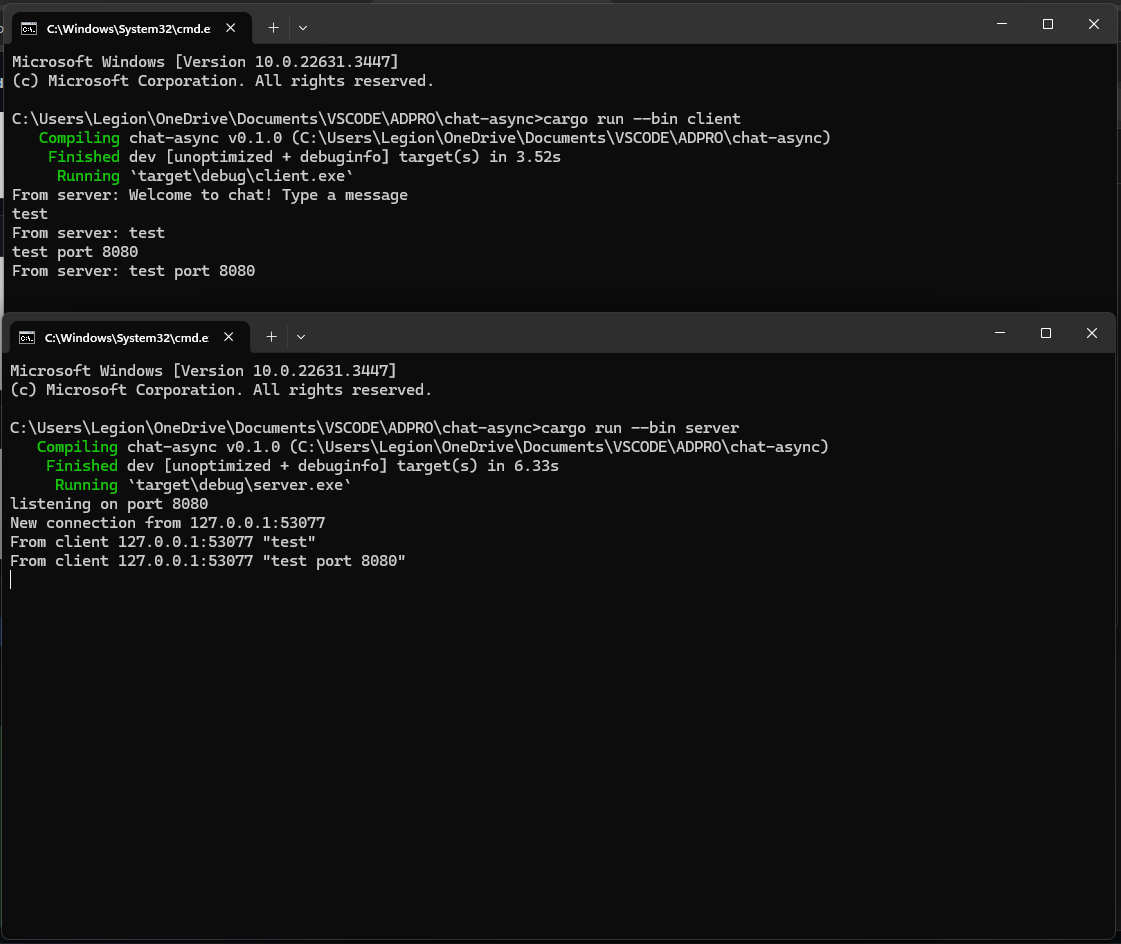 C:\Windows\System32\cmd.e
Microsoft Windows [Version 10.0.22631.3447]
(c) Microsoft Corporation. All rights reserved.
C:\Users\Legion\OneDrive\Documents\VSCODE\ADPRO\chat-async>cargo run --bin client
Compiling chat-async v0.1.0 (C:\Users\Legion\OneDrive\Documents\VSCODE\ADPRO\chat-async)
Finished dev [unoptimized + debuginfo] target(s) in 3.52s
Running `target\debug\client.exe`
From server: Welcome to chat! Type a message
test
From server: test
test port 8080
From server: test port 8080
C:\Windows\System32\cmd.e
Microsoft Windows [Version 10.0.22631.3447]
(c) Microsoft Corporation. All rights reserved.
C:\Users\Legion\OneDrive\Documents\VSCODE\ADPRO\chat-async>cargo run --bin server
Compiling chat-async v0.1.0 (C:\Users\Legion\OneDrive\Documents\VSCODE\ADPRO\chat-async)
Finished dev [unoptimized + debuginfo] target(s) in 6.33s
Running `target\debug\server.exe`
listening on port 8080
New connection from 127.0.0.1:53077
From client 127.0.0.1:53077 "test"
From client 127.0.0.1:53077 "test port 8080"